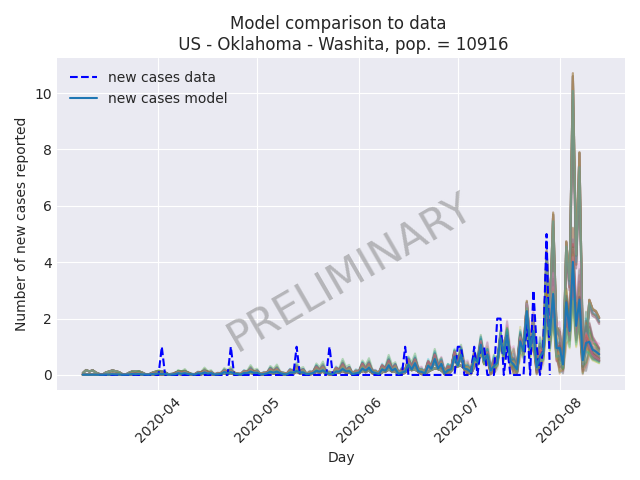 Model comparison to data
US - Oklahoma - Washita, pop. = 10916
new cases data
new cases model
PRELIMINARY
Number of new cases reported
10
8
6
4
2
0
2020-04
2020-05
2020-06
2020-07
2020-08
Day